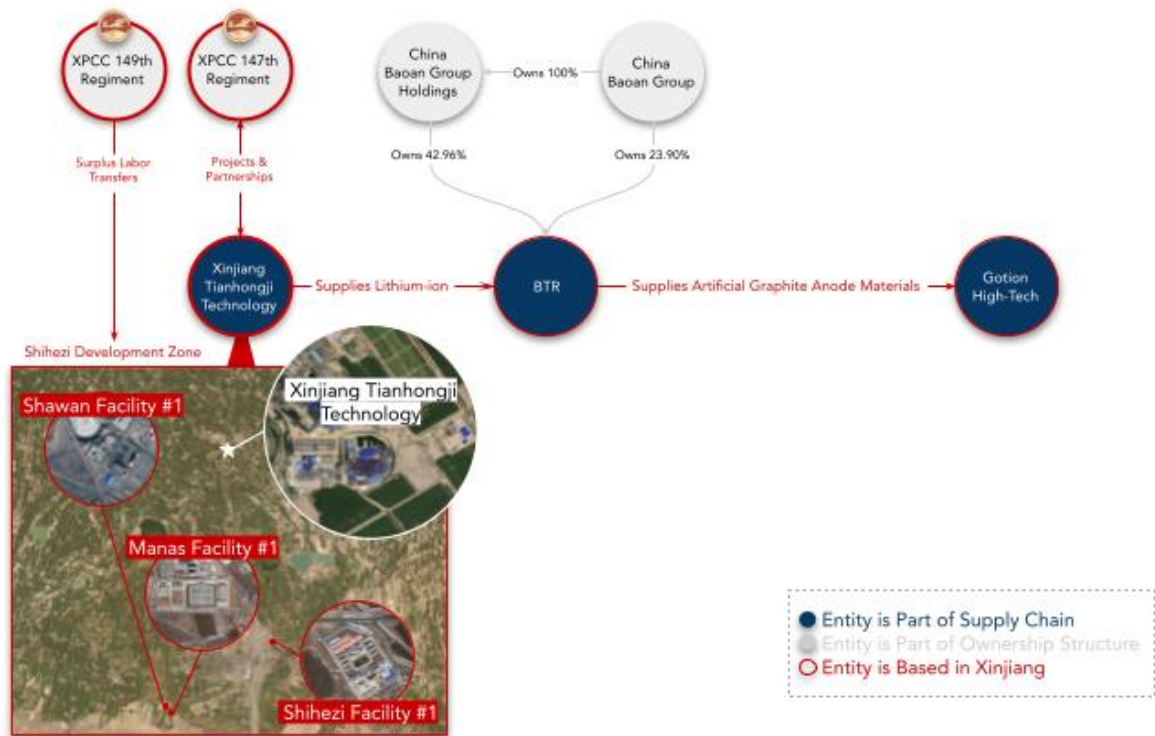 XPCC 149th
Regiment
XPCC 147th
Regiment
China
Baoan Group
Holdings
Owns 100%
China
Baoan Group
Surplus Labor
Transfers
Projects &
Partnerships
Owns 42.96%
Owns 23.90%
Xinjiang
Tianhongji
Technology
Supplies Lithium-ion
BTR
Supplies Artificial Graphite Anode Materials
Gotion
High-Tech
Shihezi Development Zone
Shawan Facility #1
Xinjiang Tianhongji
Technology
Manas Facility #1
Shihezi Facility #1
Entity is Part of Supply Chain
Entity is Part of Ownership Structure
Entity is Based in Xinjiang